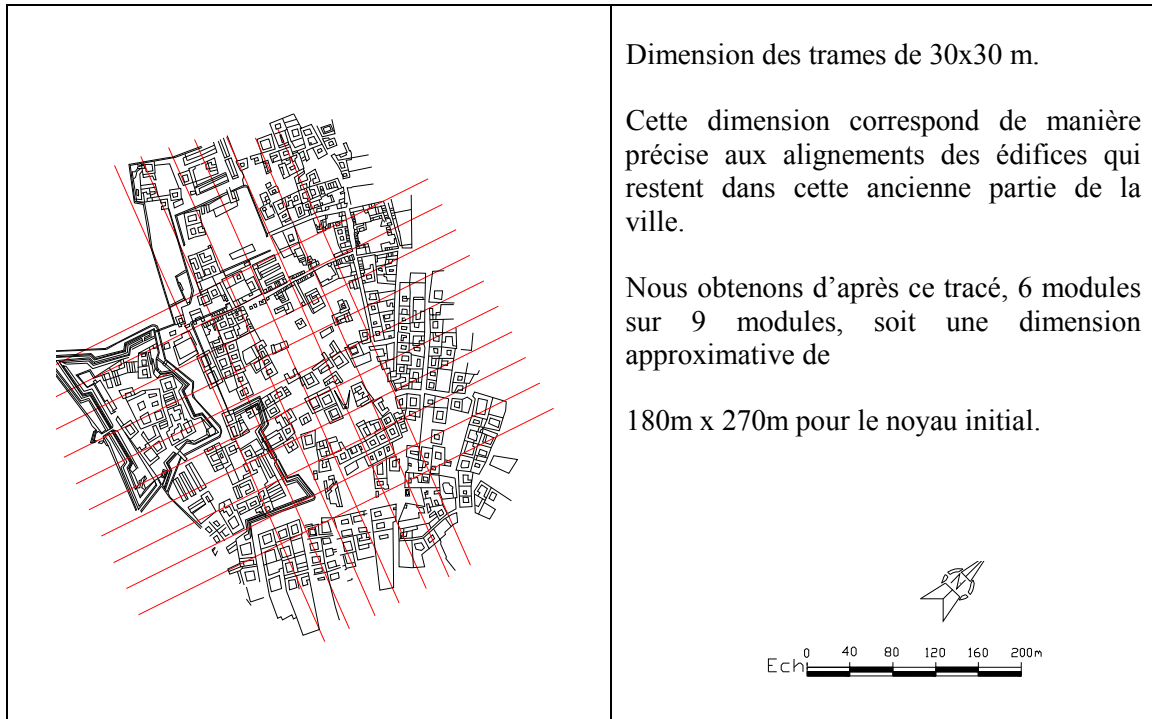 Dimension des trames de 30x30 m.
Cette dimension correspond de manière
précise aux alignements des édifices qui
restent dans cette ancienne partie de la
ville.
Nous obtenons d’après ce tracé, 6 modules
sur 9 modules, soit une dimension
approximative de
180m x 270m pour le noyau initial.
N
0 40 80 120 160 200m
Ech